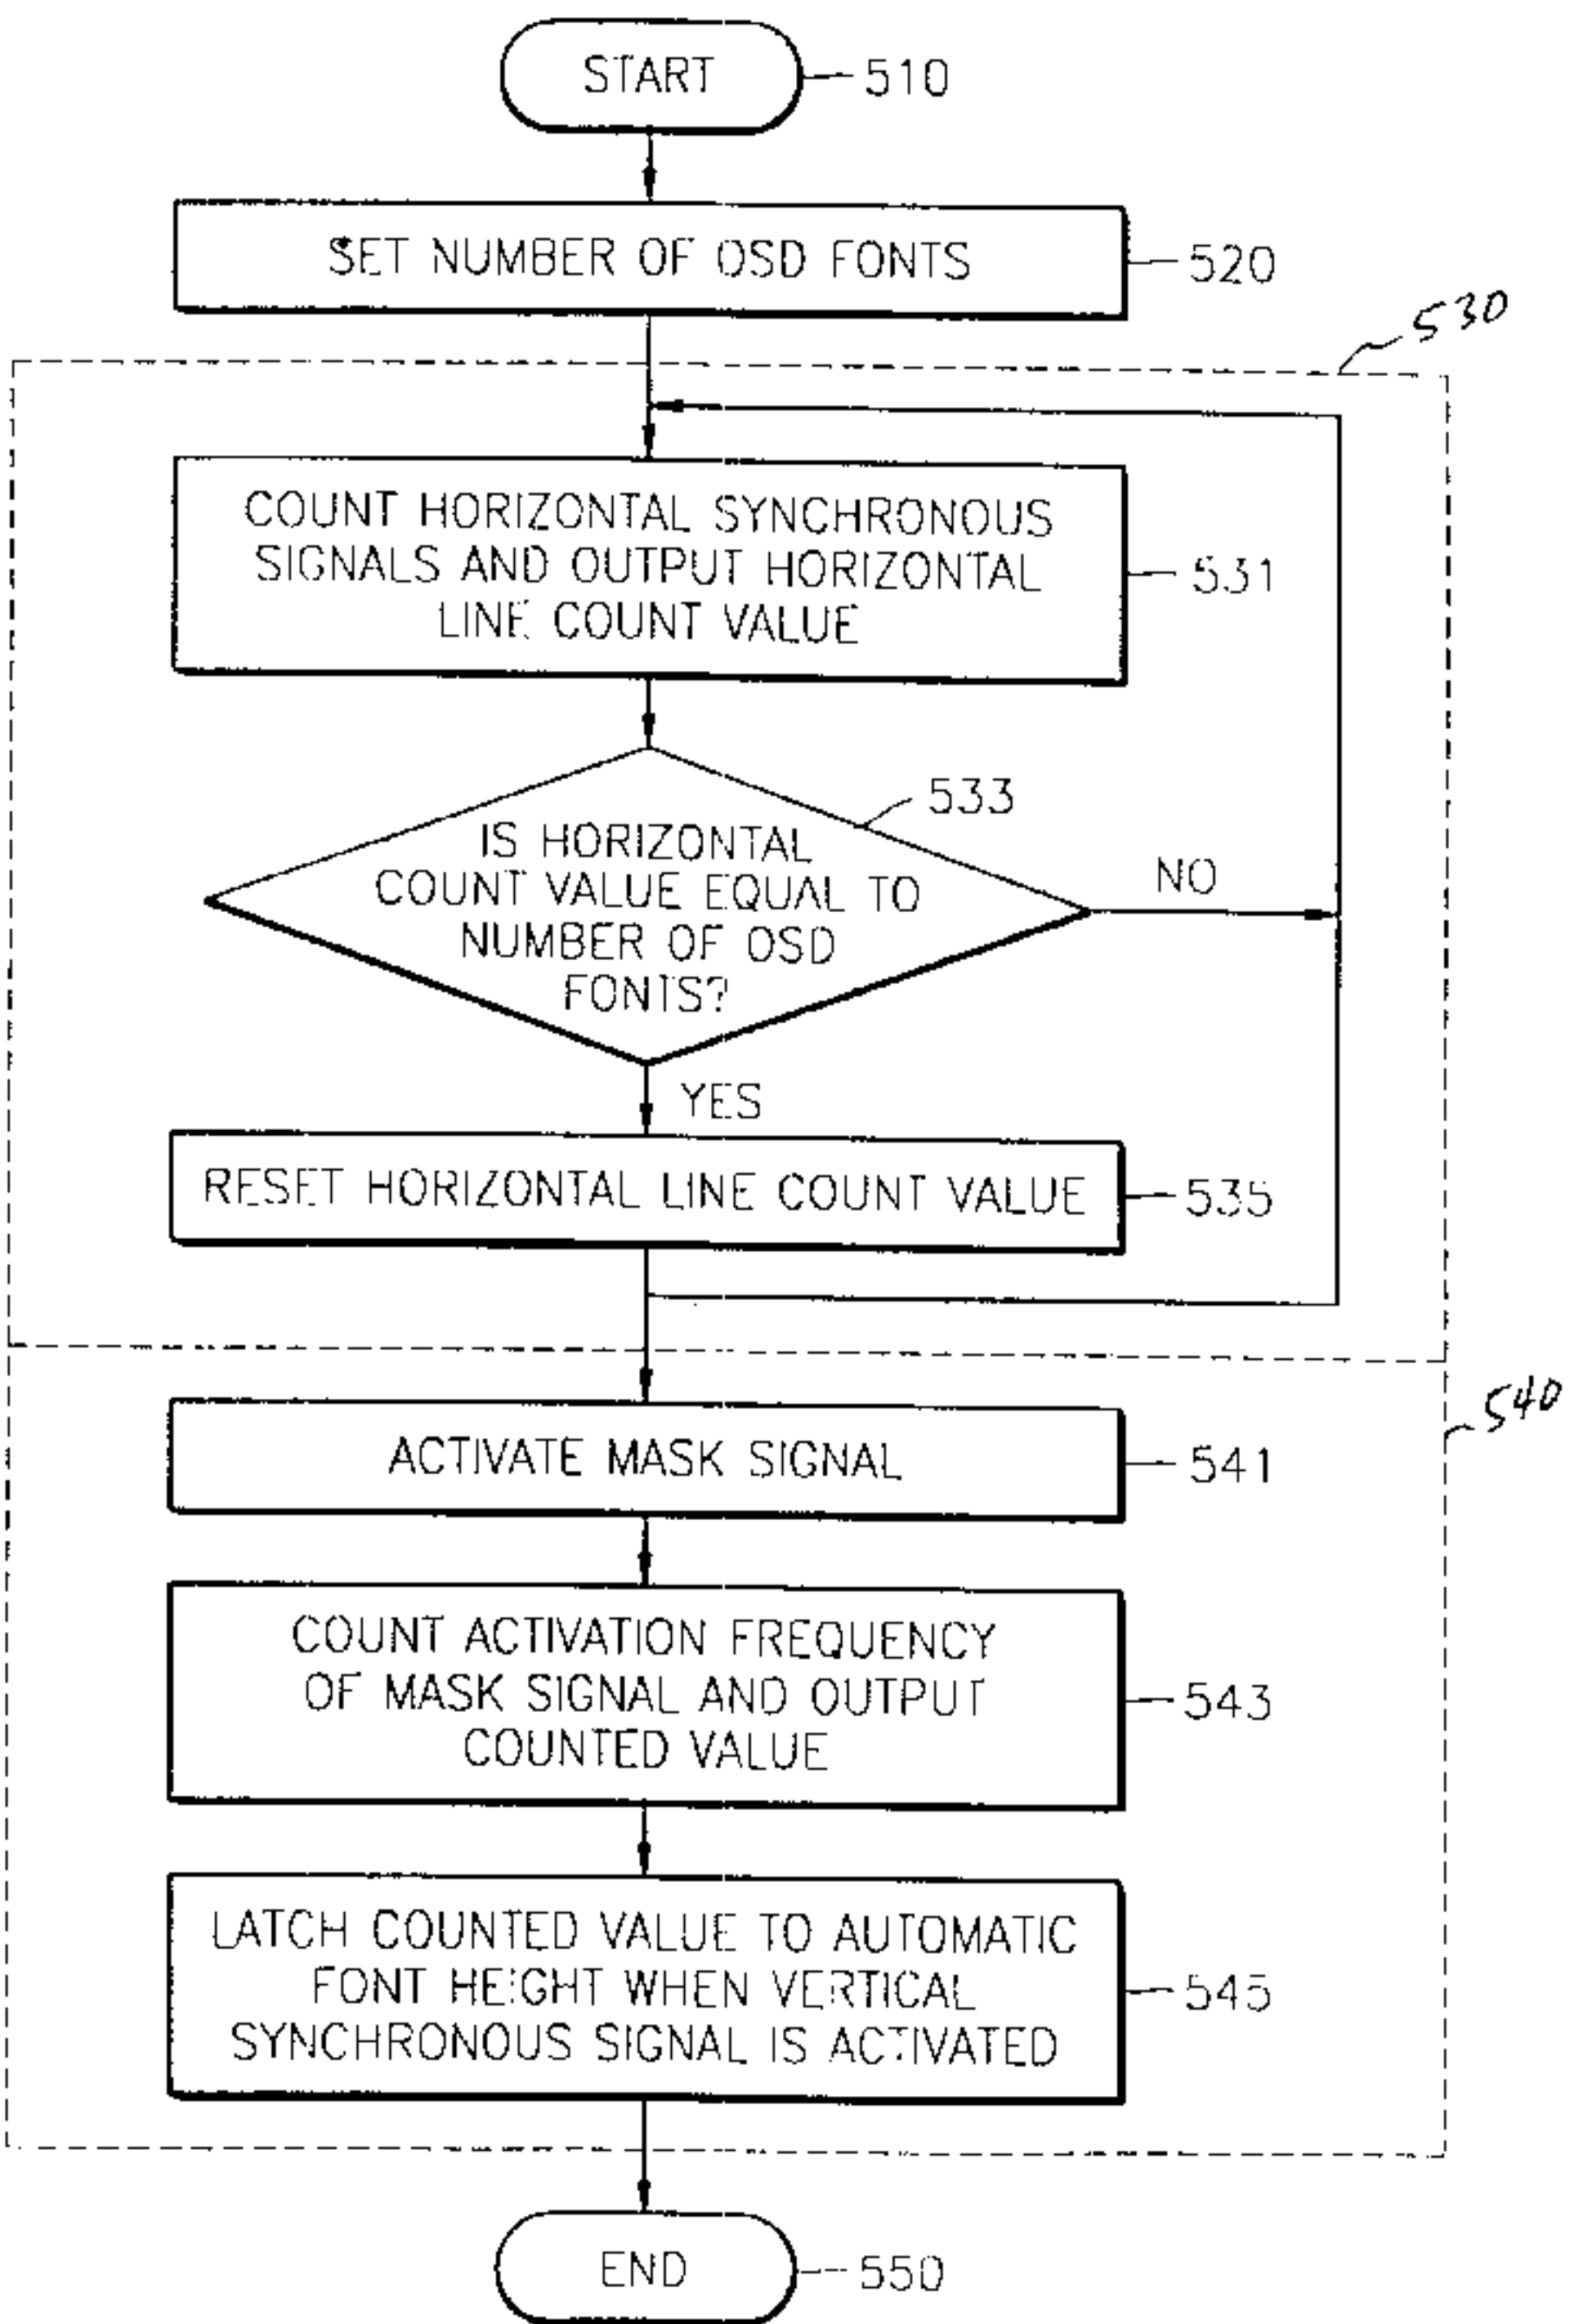 START
510
SET NUMBER OF OSD FONTS
520
530
COUNT HORIZONTAL SYNCHRONOUS
SIGNALS AND OUTPUT HORIZONTAL
LINE COUNT VALUE
531
533
IS HORIZONTAL
COUNT VALUE EQUAL TO
NUMBER OF OSD
FONTS?
NO
YES
RESET HORIZONTAL LINE COUNT VALUE
535
540
ACTIVATE MASK SIGNAL
541
COUNT ACTIVATION FREQUENCY
OF MASK SIGNAL AND OUTPUT
COUNTED VALUE
543
LATCH COUNTED VALUE TO AUTOMATIC
FONT HEIGHT WHEN VERTICAL
SYNCHRONOUS SIGNAL IS ACTIVATED
545
END
550